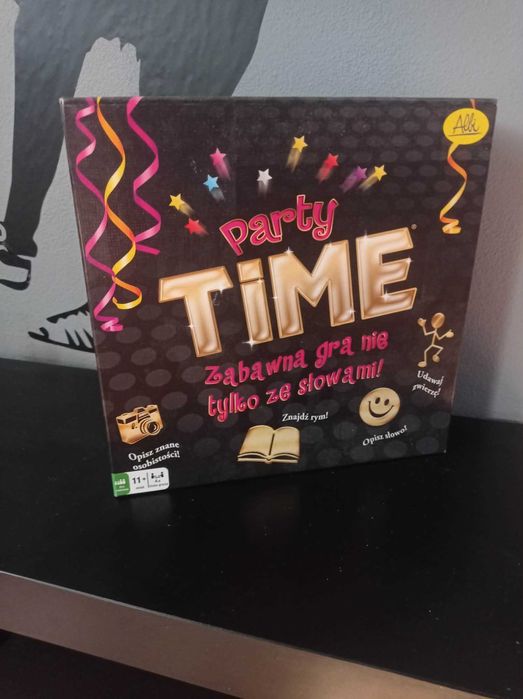 Albi
Party
TiME
Zabawna gra nie
tylko ze słowami!
Udawaj
zwierzę!
Znajdź rym!
Opisz słowo!
Opisz znane
osobistości!
11+